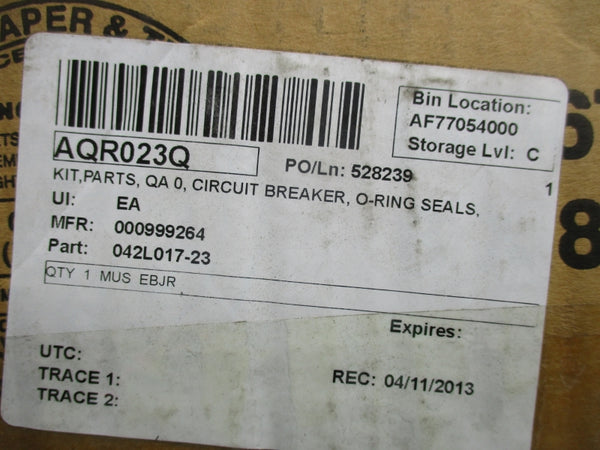 APER &
Bin Location:
AF77054000
Storage Lvl: C
AQR023Q
PO/Ln: 528239
1
KIT,PARTS, QA 0, CIRCUIT BREAKER, O-RING SEALS,
UI: EA
MFR: 000999264
Part: 042L017-23
QTY 1 MUS EBJR
Expires:
UTC:
TRACE 1:
REC: 04/11/2013
TRACE 2:
8